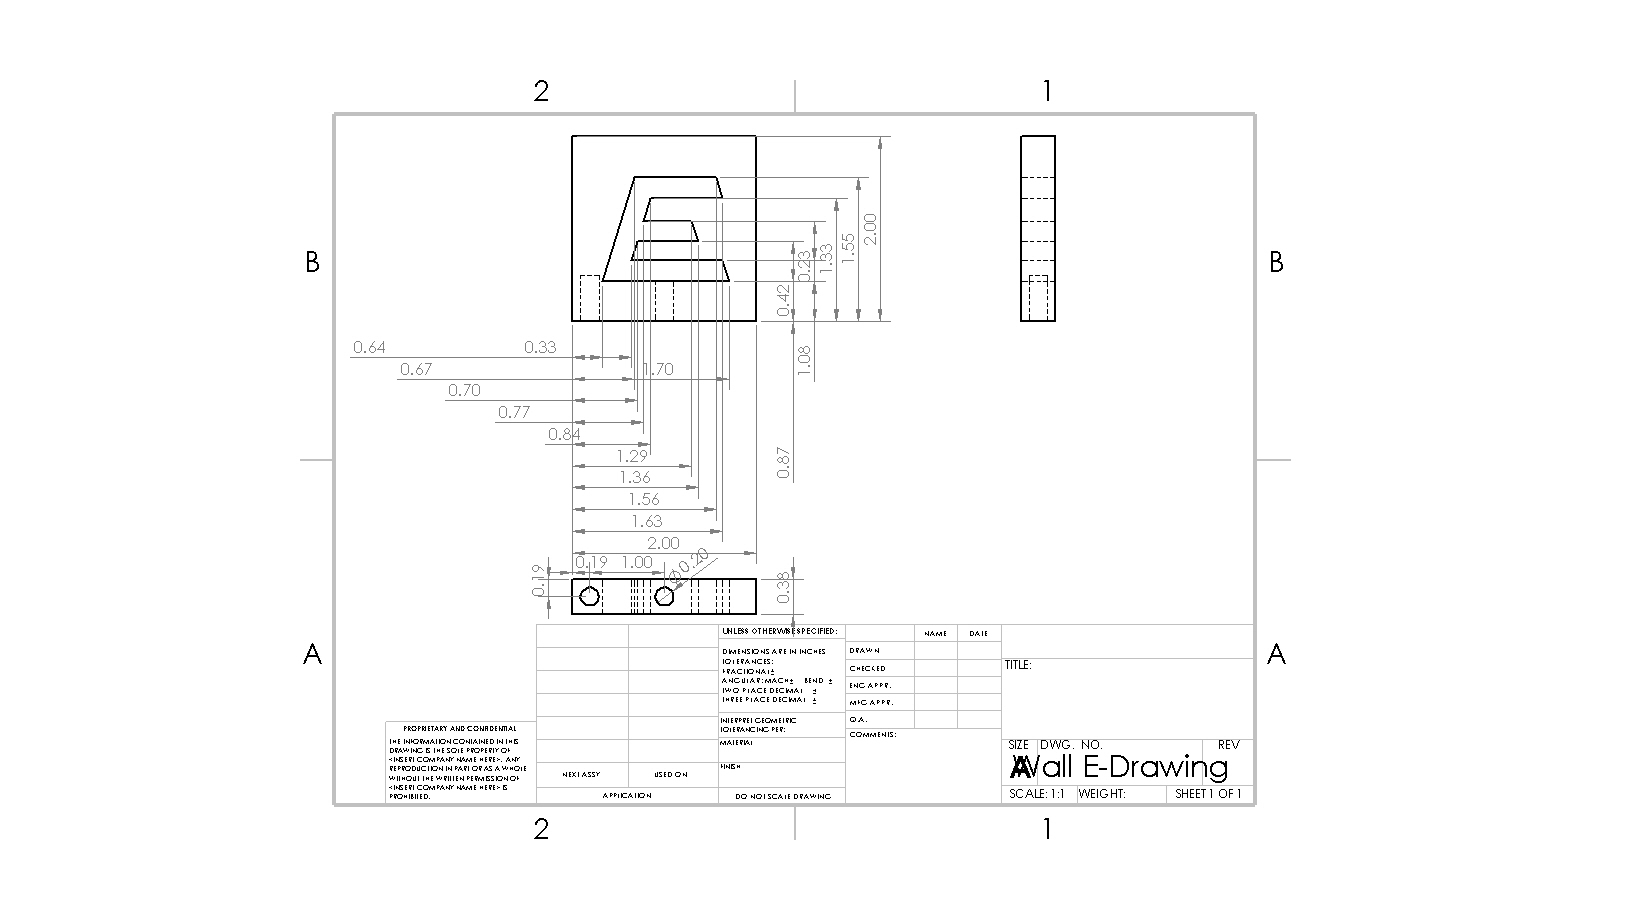 2 1
B B
2.00
1.55
1.33
0.23
0.42
1.08
0.64 0.33
0.67 1.70
0.70
0.77
0.84
1.29
0.87
1.36
1.56
1.63
2.00
0.19 1.00 Ø0.20
0.19 0.38
A A
UNLESS OTHERWISE SPECIFIED:
DIMENSIONS ARE IN INCHES
TOLERANCES:
FRACTIONAL±
ANGULAR: MACH± BEND ±
TWO PLACE DECIMAL ±
THREE PLACE DECIMAL ±
INTERPRET GEOMETRIC
TOLERANCING PER:
MATERIAL
FINISH
DO NOT SCALE DRAWING
NAME DATE
DRAWN
CHECKED
ENG APPR.
MFG APPR.
Q.A.
COMMENTS:
TITLE:
SIZE DWG. NO. REV
A Wall E-Drawing
SCALE: 1:1 WEIGHT: SHEET 1 OF 1
PROPRIETARY AND CONFIDENTIAL
THE INFORMATION CONTAINED IN THIS
DRAWING IS THE SOLE PROPERTY OF
<INSERT COMPANY NAME HERE>. ANY
REPRODUCTION IN PART OR AS A WHOLE
WITHOUT THE WRITTEN PERMISSION OF
<INSERT COMPANY NAME HERE> IS
PROHIBITED.
NEXT ASSY USED ON
APPLICATION
2 1